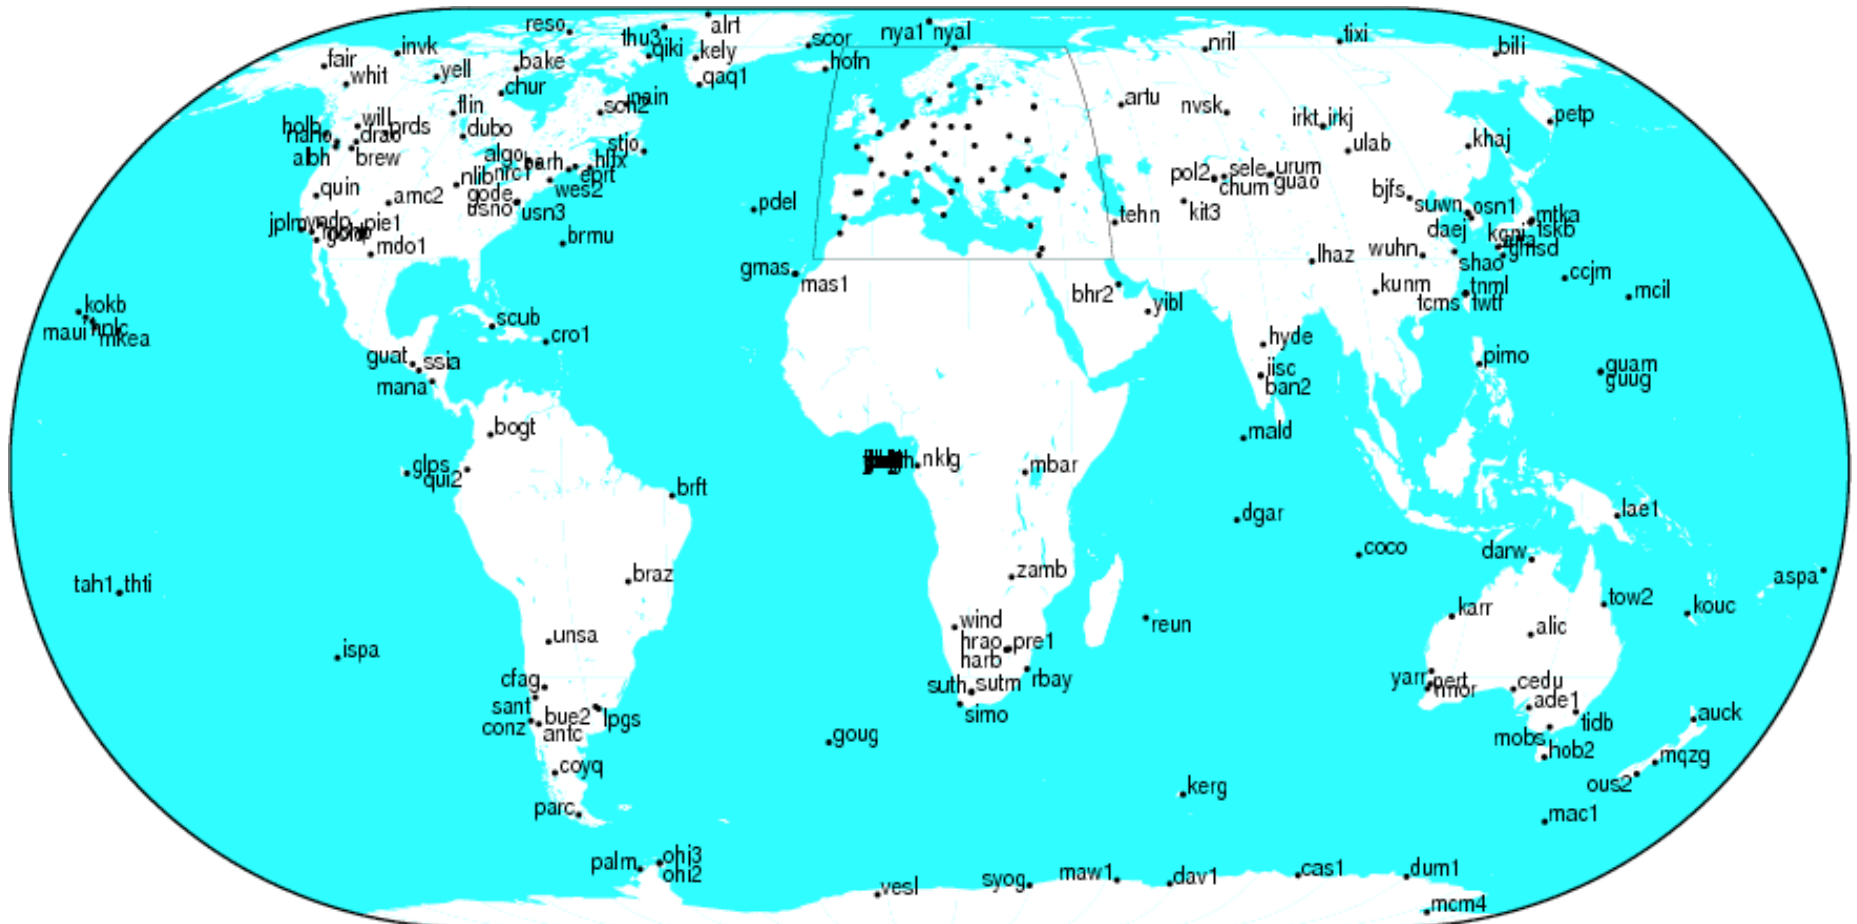 reso
alrt
thu3
qiki
kely
scor
nya1
nyal
nril
tixi
bili
invk
fair
whit
yell
bake
chur
hofn
qaq1
flin
sch2
nain
artu
nvsk
irkt
irkj
petp
holb
nano
will
drao
prds
dubo
albh
brew
algo
nrc1
barh
hlfx
eprt
stjo
ulab
khaj
quin
amc2
nlib
gode
usno
wes2
usn3
pdel
pol2
sele
urum
chum
guao
kit3
bjfs
suwn
osn1
mtka
tskb
jplm
pie1
mdo1
brmu
tehn
daej
wuhn
shao
lhaz
gmas
mas1
bhr2
yibl
kunm
tcms
tnml
twtf
ccjm
mcil
kokb
maui
hnlc
mkea
scub
cro1
hyde
guat
ssia
mana
iisc
ban2
pimo
guam
guug
bogt
mald
glps
qui2
nklg
mbar
brft
dgar
lae1
coco
darw
tah1
thti
braz
zamb
aspa
karr
tow2
kouc
unsa
wind
reun
alic
ispa
hrao
pre1
harb
cfag
suth
sutm
rbay
yarr
pert
cedu
sant
bue2
lpgs
simo
ade1
tidb
auck
conz
antc
goug
mobs
hob2
mqzg
coyq
kerg
ous2
parc
mac1
palm
ohi3
ohi2
vesl
syog
maw1
dav1
cas1
dum1
mcm4